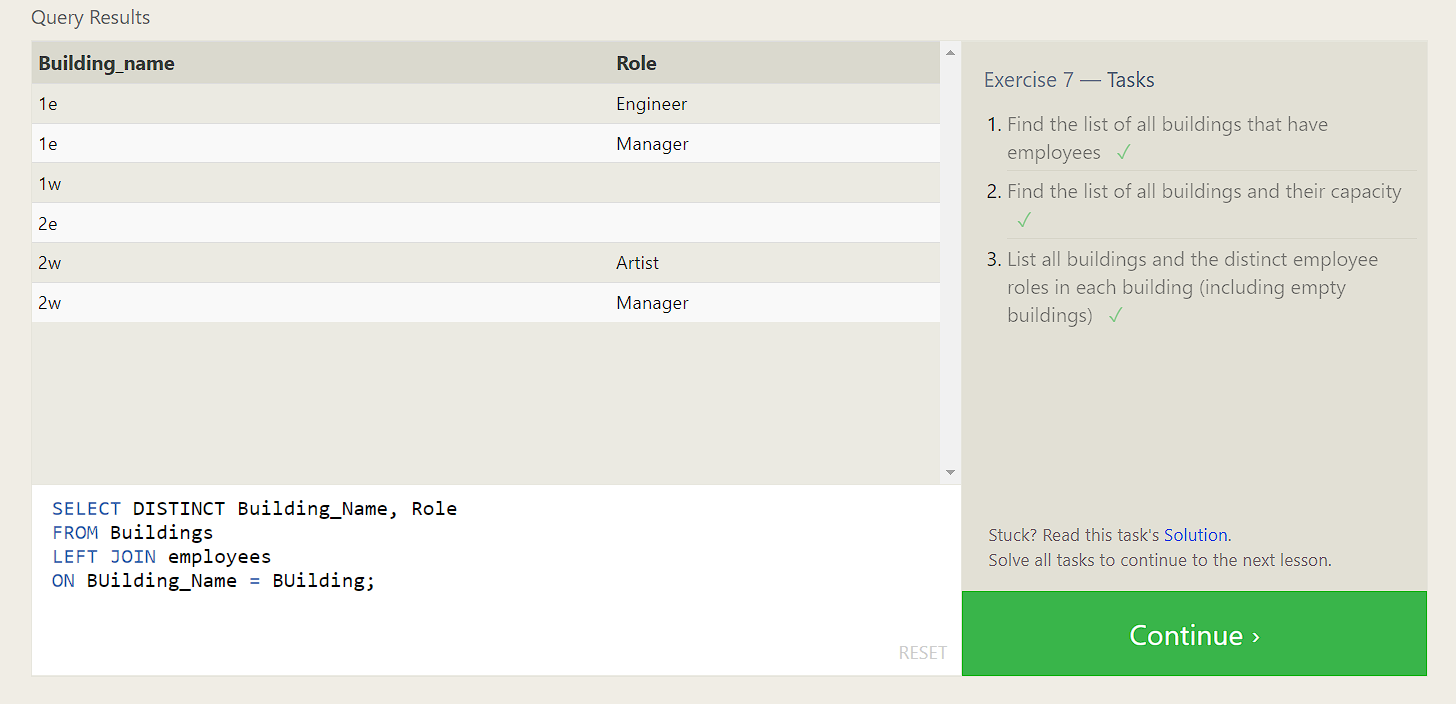 Query Results
Building_name Role
1e Engineer
1e Manager
1w
2e
2w Artist
2w Manager
SELECT DISTINCT Building_Name, Role
FROM Buildings
LEFT JOIN employees
ON BUilding_Name = BUilding;
RESET
Exercise 7 — Tasks
1. Find the list of all buildings that have
employees ✓
2. Find the list of all buildings and their capacity
✓
3. List all buildings and the distinct employee
roles in each building (including empty
buildings) ✓
Stuck? Read this task's Solution.
Solve all tasks to continue to the next lesson.
Continue ›